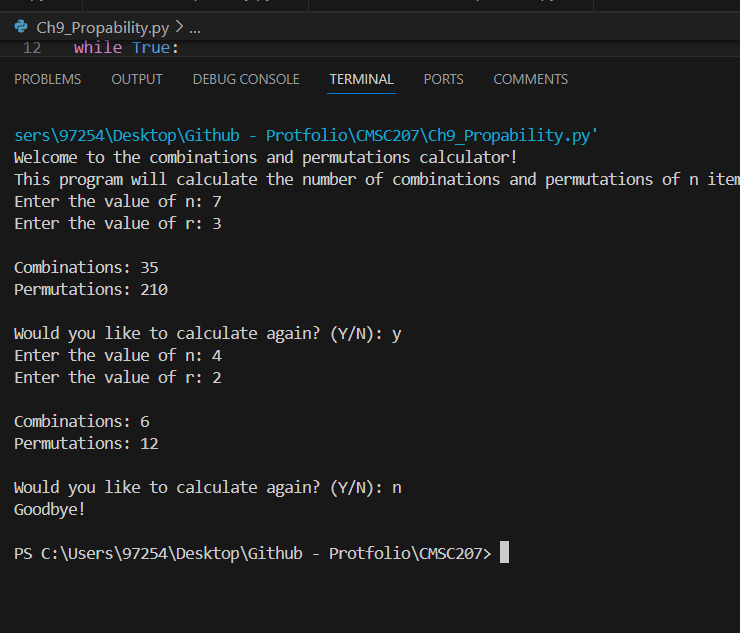 Ch9_Propability.py > ...
12 while True:
PROBLEMS OUTPUT DEBUG CONSOLE TERMINAL PORTS COMMENTS
sers\97254\Desktop\Github - Protfolio\CMSC207\Ch9_Propability.py'
Welcome to the combinations and permutations calculator!
This program will calculate the number of combinations and permutations of n item
Enter the value of n: 7
Enter the value of r: 3
Combinations: 35
Permutations: 210
Would you like to calculate again? (Y/N): y
Enter the value of n: 4
Enter the value of r: 2
Combinations: 6
Permutations: 12
Would you like to calculate again? (Y/N): n
Goodbye!
PS C:\Users\97254\Desktop\Github - Protfolio\CMSC207>